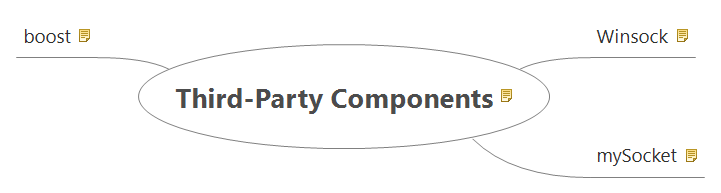 boost
Winsock
Third-Party Components
mySocket